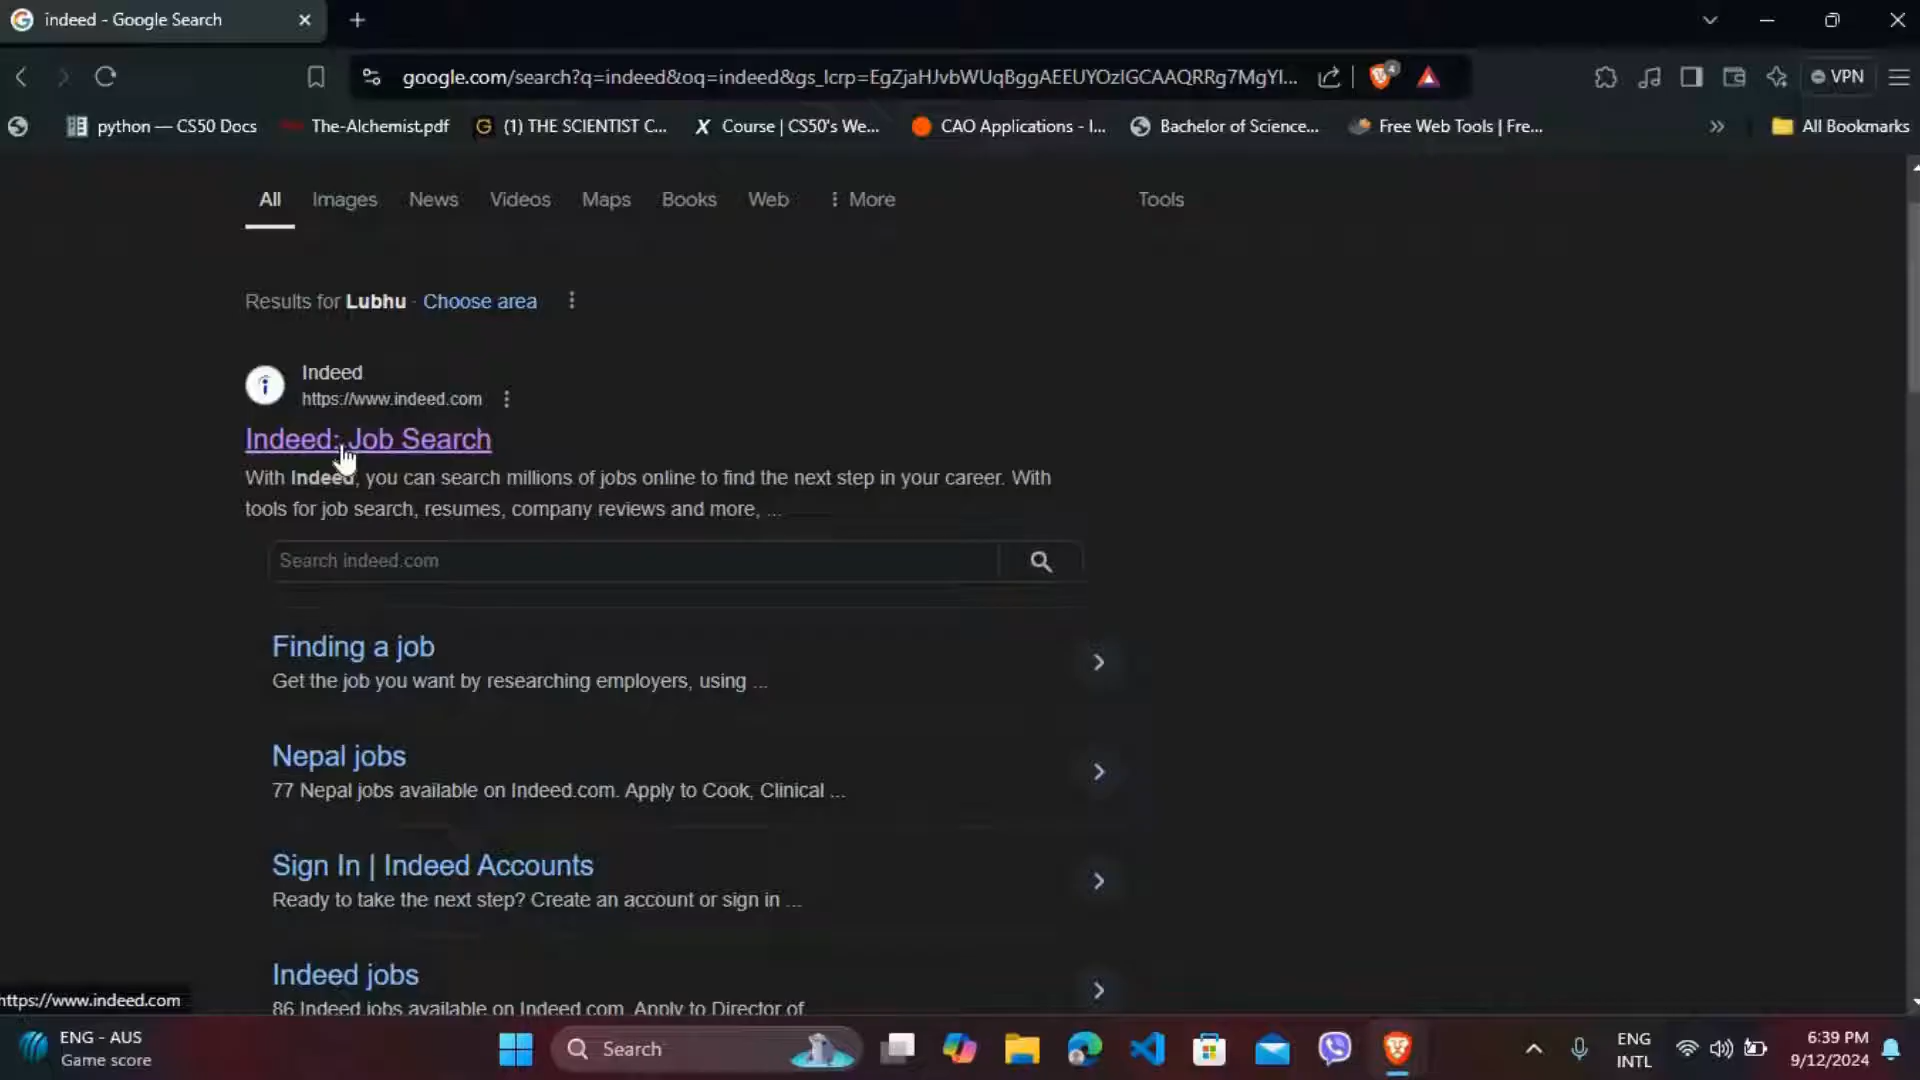 indeed - Google Search
google.com/search?q=indeed&oq=indeed&gs_lcrp=EgZjaHJvbWUqBggAEEUYOzIGCAAQRRg7MgYI...
4
VPN
python — CS50 Docs
The-Alchemist.pdf
(1) THE SCIENTIST C...
Course | CS50's We...
CAO Applications - I...
Bachelor of Science...
Free Web Tools | Fre...
All Bookmarks
All
Images
News
Videos
Maps
Books
Web
More
Tools
Results for Lubhu · Choose area
Indeed
https://www.indeed.com
Indeed: Job Search
With Indeed, you can search millions of jobs online to find the next step in your career. With
tools for job search, resumes, company reviews and more, ...
Search indeed.com
Finding a job
Get the job you want by researching employers, using ...
Nepal jobs
77 Nepal jobs available on Indeed.com. Apply to Cook, Clinical ...
Sign In | Indeed Accounts
Ready to take the next step? Create an account or sign in ...
Indeed jobs
86 Indeed jobs available on Indeed.com. Apply to Director of
https://www.indeed.com
ENG - AUS
Game score
Search
ENG
INTL
6:39 PM
9/12/2024